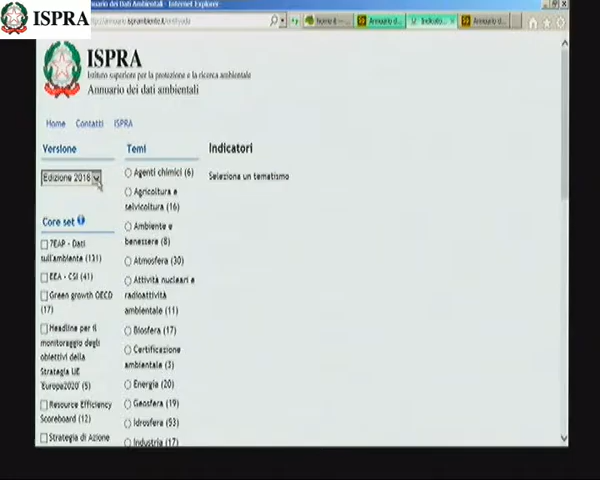 ISPRA
Annuario dei Dati Ambientali - Internet Explorer
ISPRA
Istituto superiore per la protezione e la ricerca ambientale
Annuario dei dati ambientali
Home Contatti ISPRA
Versione
Edizione 2016
Core set
7EAP - Dati
sull'ambiente (131)
EEA - CSI (41)
Green growth OECD
(17)
Headline per il
monitoraggio degli
obiettivi della
Strategia UE
'Europa2020' (5)
Resource Efficiency
Scoreboard (12)
Strategia di Azione
Temi
Agenti chimici (6)
Agricoltura e
selvicoltura (16)
Ambiente e
benessere (8)
Atmosfera (30)
Attività nucleari e
radioattività
ambientale (11)
Biosfera (17)
Certificazione
ambientale (3)
Energia (20)
Geosfera (19)
Idrosfera (53)
Industria (17)
Indicatori
Seleziona un tematismo